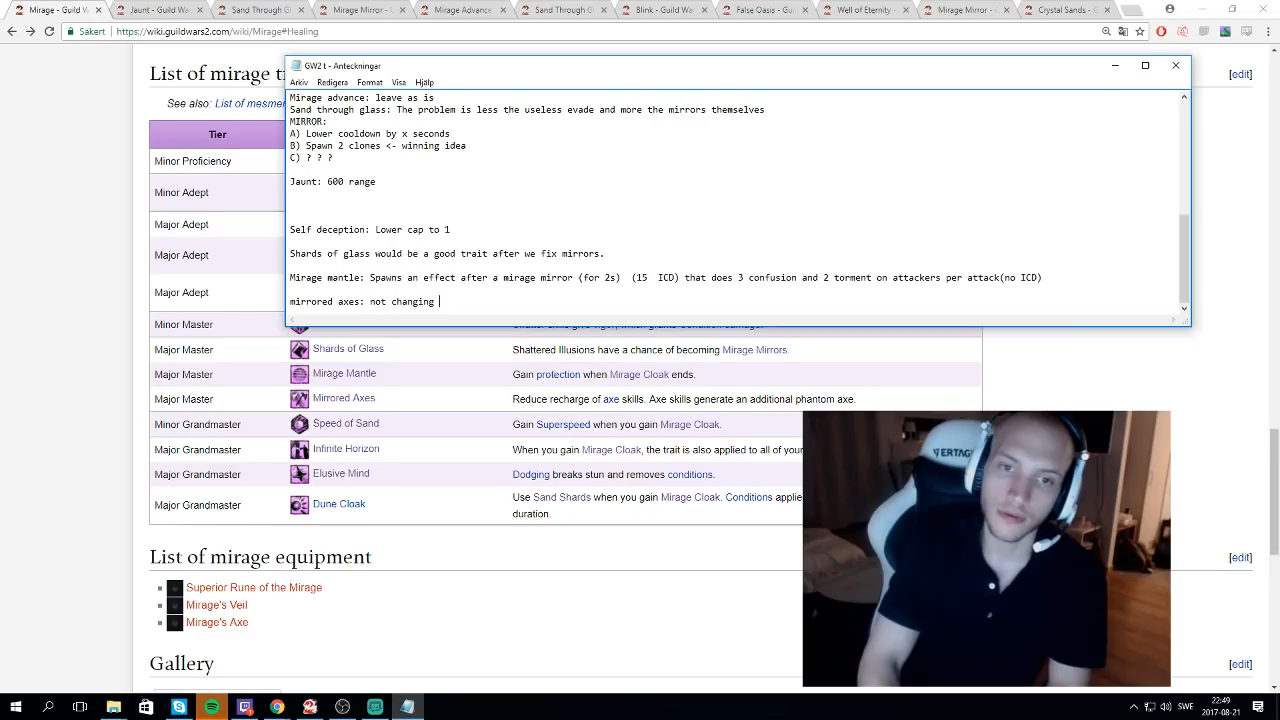 Mirage - Guild W
Jaunt - Guild Wars
Sand Through G
Mirage Mirror - G
Mirage Advance
Sand Through G
Blink - Guild Wa
False Oasis - Guild
Well of Eternity -
Mirage Mirror - G
Crystal Sands - G
Säkert
https://wiki.guildwars2.com/wiki/Mirage#Healing
GW2 t - Anteckningar
Arkiv Redigera Format Visa Hjälp
Mirage advance: leave as is
Sand through glass: The problem is less the useless evade and more the mirrors themselves
MIRROR:
A) Lower cooldown by x seconds
B) Spawn 2 clones <- winning idea
C) ? ? ?
Jaunt: 600 range
Self deception: Lower cap to 1
Shards of glass would be a good trait after we fix mirrors.
Mirage mantle: Spawns an effect after a mirage mirror (for 2s)  (15  ICD) that does 3 confusion and 2 torment on attackers per attack(no ICD)
mirrored axes: not changing
List of mirage t
[edit]
See also: List of mesmer
Tier
Minor Proficiency
Minor Adept
Major Adept
Major Adept
Major Adept
Minor Master
Major Master Shards of Glass Shattered Illusions have a chance of becoming Mirage Mirrors.
Major Master Mirage Mantle Gain protection when Mirage Cloak ends.
Major Master Mirrored Axes Reduce recharge of axe skills. Axe skills generate an additional phantom axe.
Minor Grandmaster Speed of Sand Gain Superspeed when you gain Mirage Cloak.
Major Grandmaster Infinite Horizon When you gain Mirage Cloak, the trait is also applied to all of your
Major Grandmaster Elusive Mind Dodging breaks stun and removes conditions.
Major Grandmaster Dune Cloak Use Sand Shards when you gain Mirage Cloak. Conditions applie
duration.
List of mirage equipment
[edit]
Superior Rune of the Mirage
Mirage's Veil
Mirage's Axe
Gallery
[edit]
VERTAG
SWE
22:49
2017-08-21